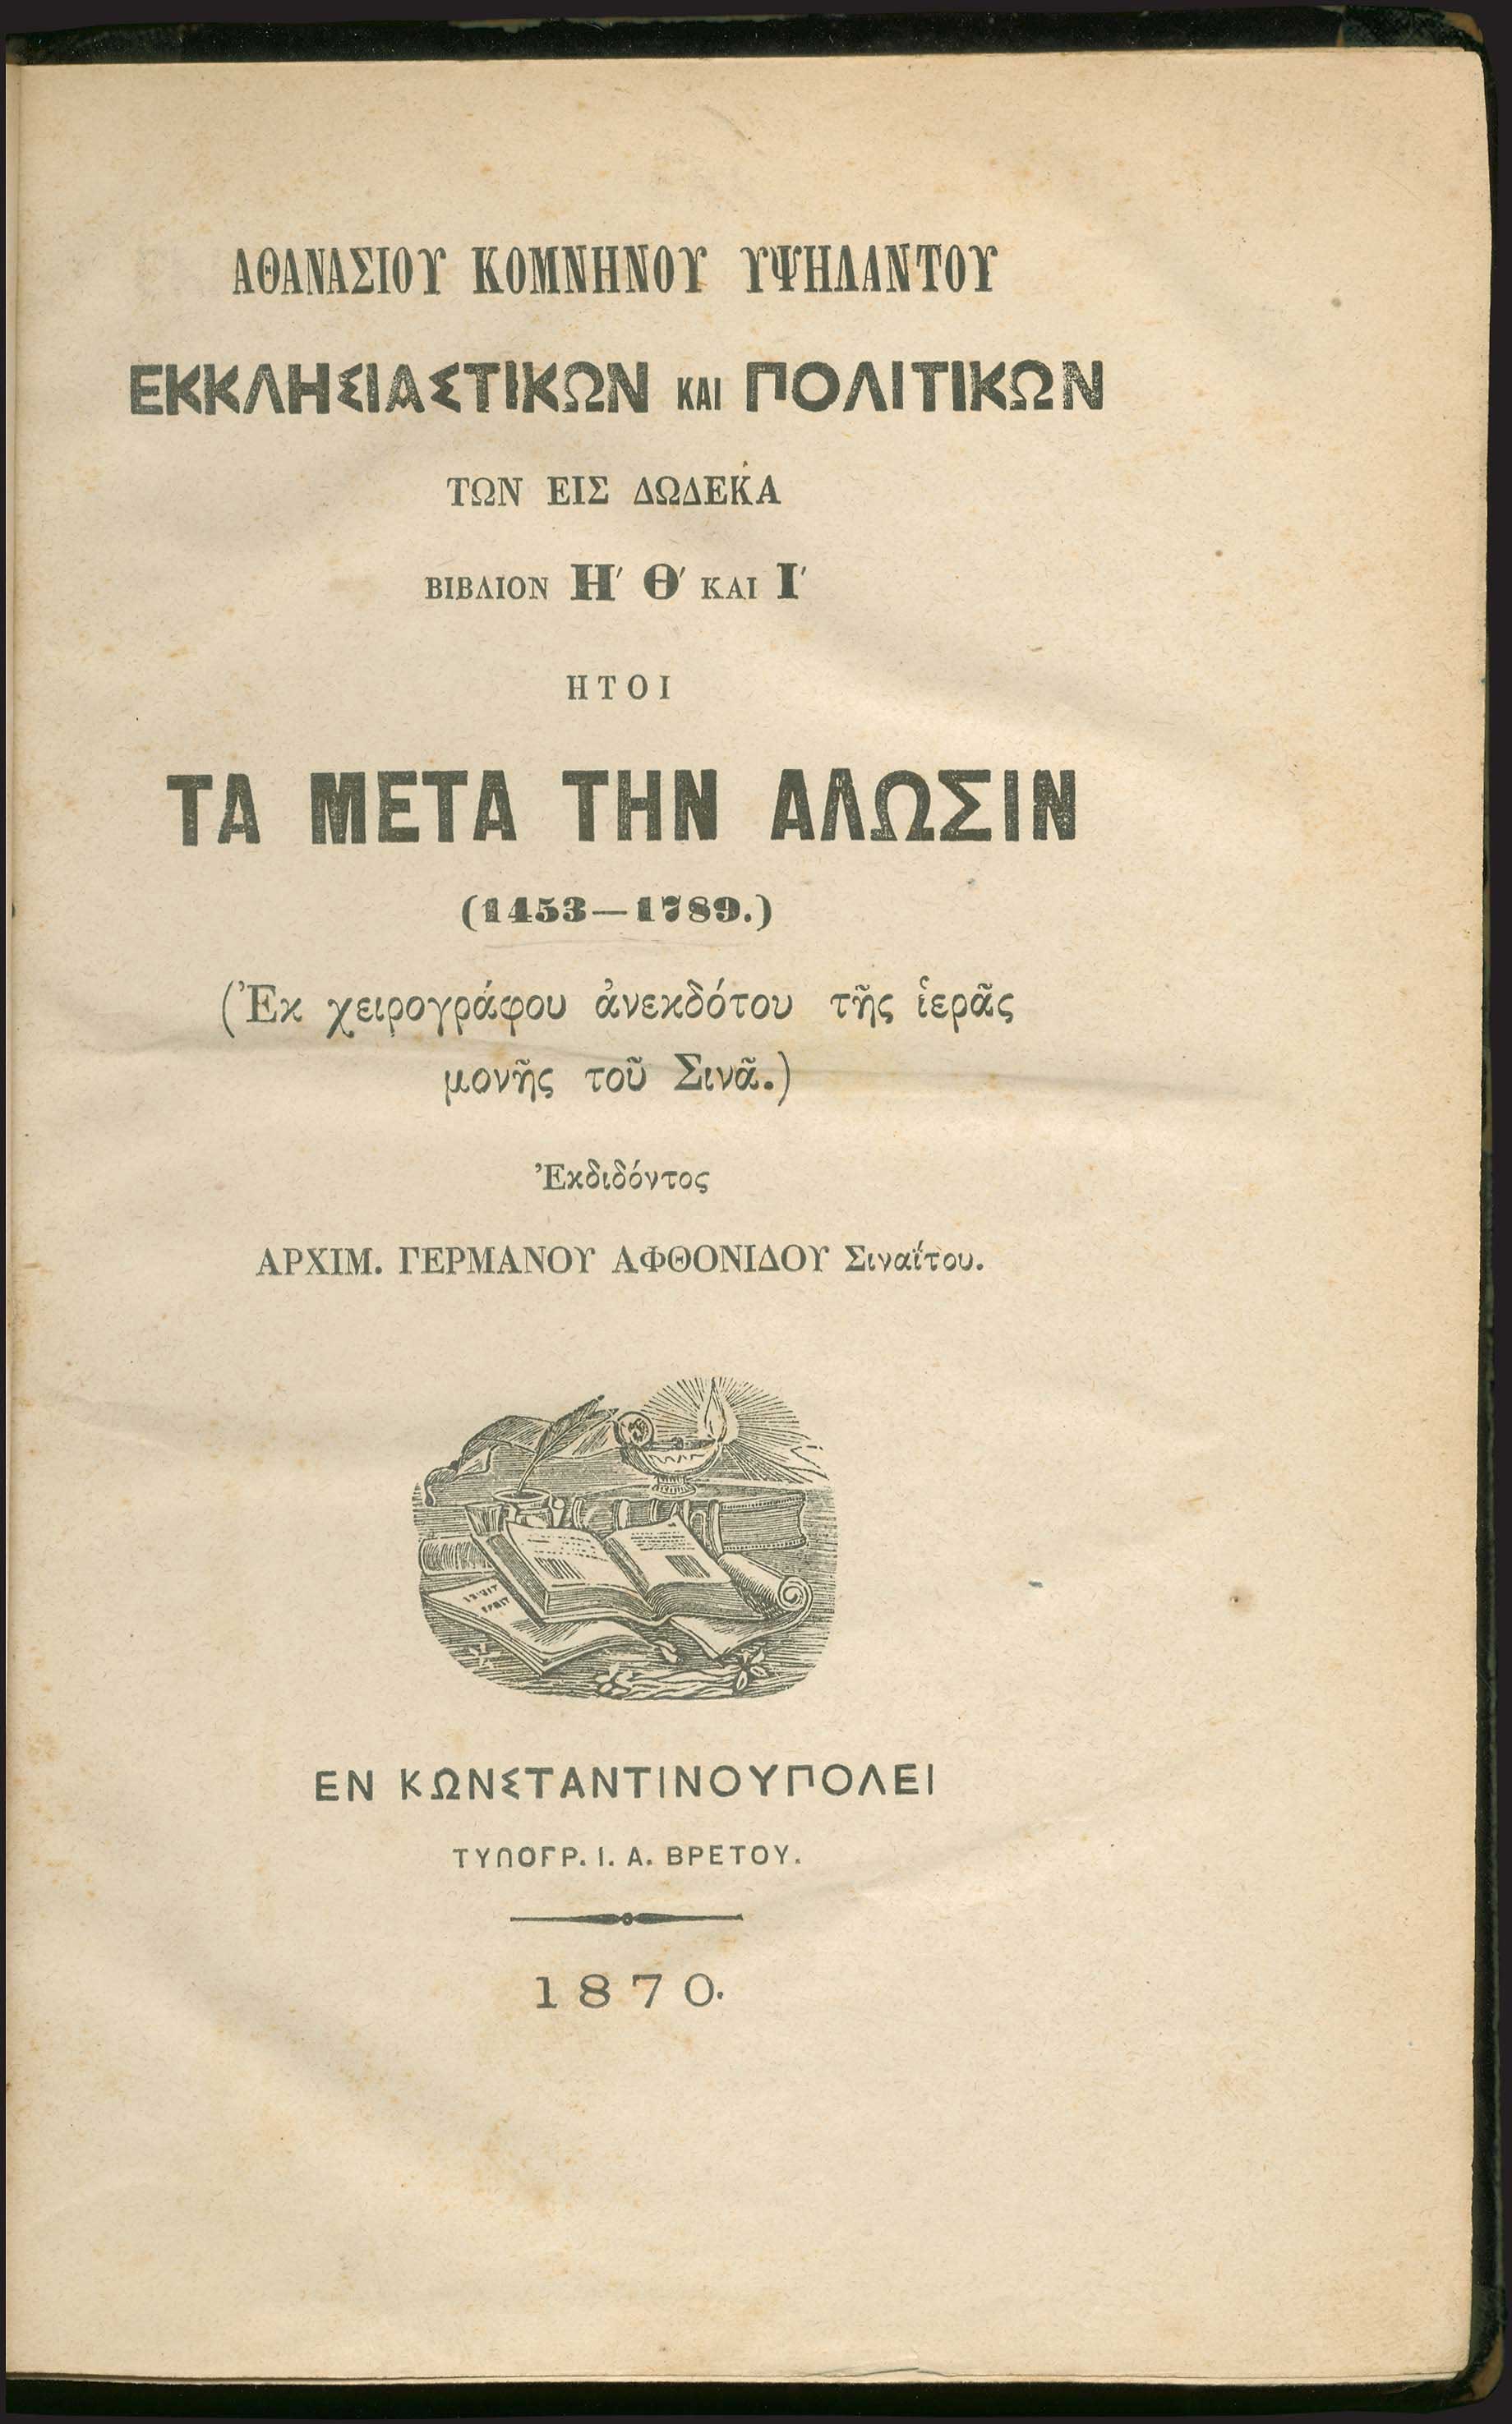 ΑΘΑΝΑΣΙΟΥ ΚΟΜΝΗΝΟΥ ΥΨΗΛΑΝΤΟΥ
ΕΚΚΛΗΣΙΑΣΤΙΚΩΝ ΚΑΙ ΠΟΛΙΤΙΚΩΝ
ΤΩΝ ΕΙΣ ΔΩΔΕΚΑ
ΒΙΒΛΙΟΝ Η΄ Θ΄ ΚΑΙ Ι΄
ΗΤΟΙ
ΤΑ ΜΕΤΑ ΤΗΝ ΑΛΩΣΙΝ
(1453—1789.)
(Ἐκ χειρογράφου ἀνεκδότου τῆς ἱερᾶς
μονῆς τοῦ Σινᾶ.)
Ἐκδιδόντος
ΑΡΧΙΜ. ΓΕΡΜΑΝΟΥ ΑΦΘΟΝΙΔΟΥ Σιναΐτου.
ΕΝ ΚΩΝΣΤΑΝΤΙΝΟΥΠΟΛΕΙ
ΤΥΠΟΓΡ. Ι. Α. ΒΡΕΤΟΥ.
1870.